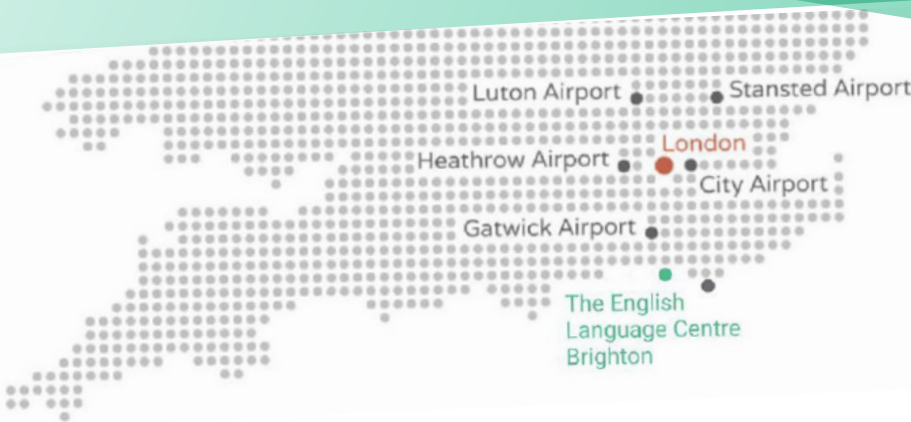 Luton Airport
Stansted Airport
London
Heathrow Airport
City Airport
Gatwick Airport
The English
Language Centre
Brighton